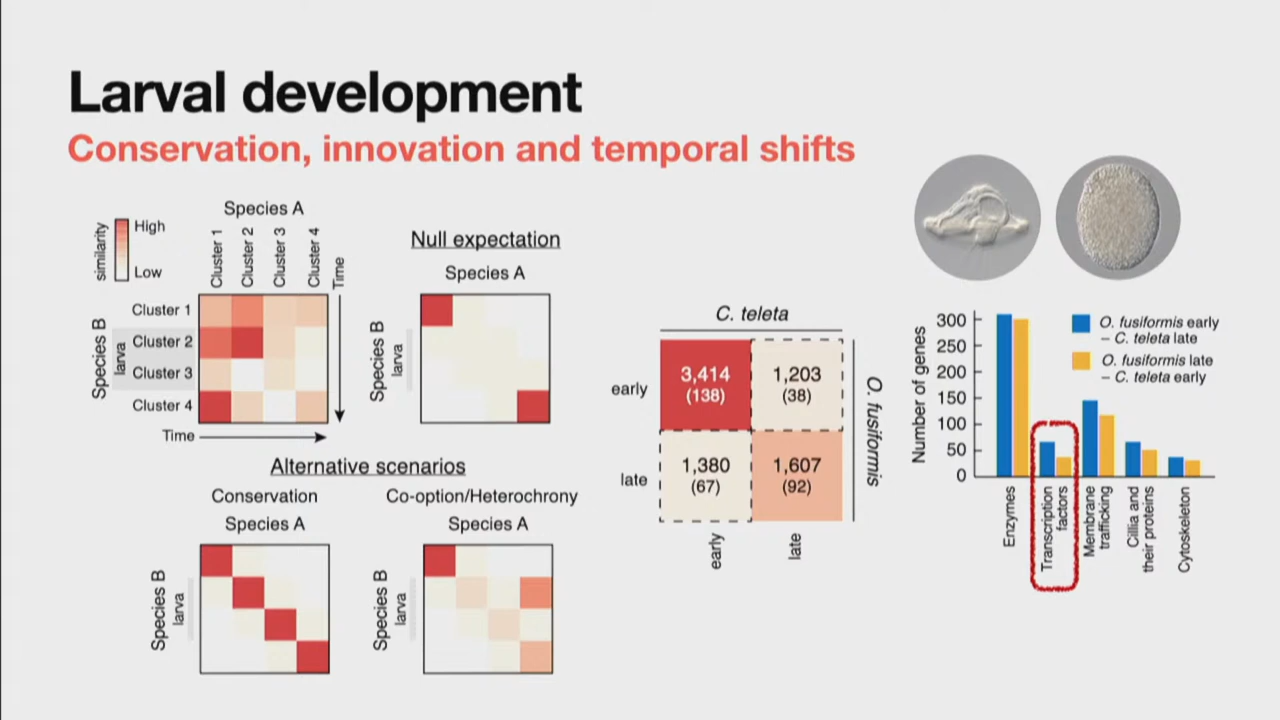 Larval development
Conservation, innovation and temporal shifts
similarity
High
Low
Species A
Cluster 1
Cluster 2
Cluster 3
Cluster 4
Time
Species B
larva
Cluster 1
Cluster 2
Cluster 3
Cluster 4
Time
Null expectation
Species A
Species B
larva
Alternative scenarios
Conservation
Species A
Species B
larva
Co-option/Heterochrony
Species A
Species B
larva
C. teleta
early
3,414
(138)
1,203
(38)
late
1,380
(67)
1,607
(92)
O. fusiformis
early
late
Number of genes
300
250
200
150
100
50
0
O. fusiformis early
– C. teleta late
O. fusiformis late
– C. teleta early
Enzymes
Transcription
factors
Membrane
trafficking
Cillia and
their proteins
Cytoskeleton